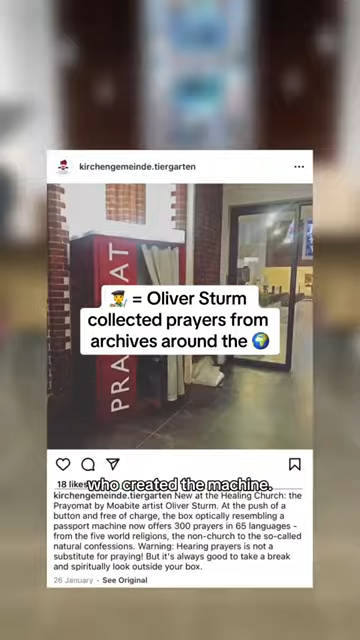 kirchengemeinde.tiergarten
PRAYOMAT
👨‍🎨 = Oliver Sturm
collected prayers from
archives around the 🌍
18 likes
who created the machine.
kirchengemeinde.tiergarten New at the Healing Church: the
Prayomat by Moabite artist Oliver Sturm. At the push of a
button and free of charge, the box optically resembling a
passport machine now offers 300 prayers in 65 languages -
from the five world religions, the non-church to the so-called
natural confessions. Warning: Hearing prayers is not a
substitute for praying! But it's always good to take a break
and spiritually look outside your box.
26 January · See Original